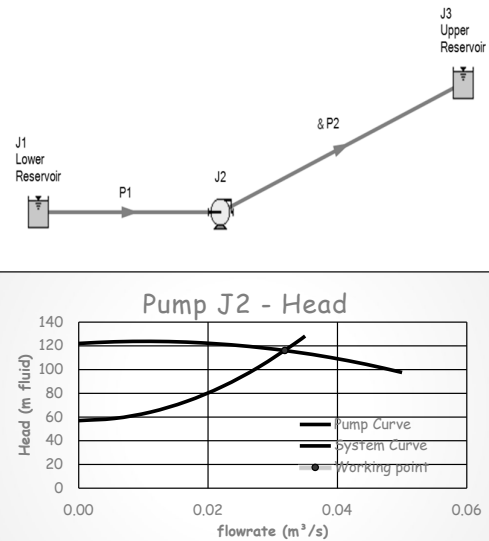 J3
Upper
Reservoir
& P2
J1
Lower
Reservoir
P1
J2
Pump J2 - Head
Head (m fluid)
140
120
100
80
60
40
20
0
Pump Curve
System Curve
Working point
0.00 0.02 0.04 0.06
flowrate (m³/s)